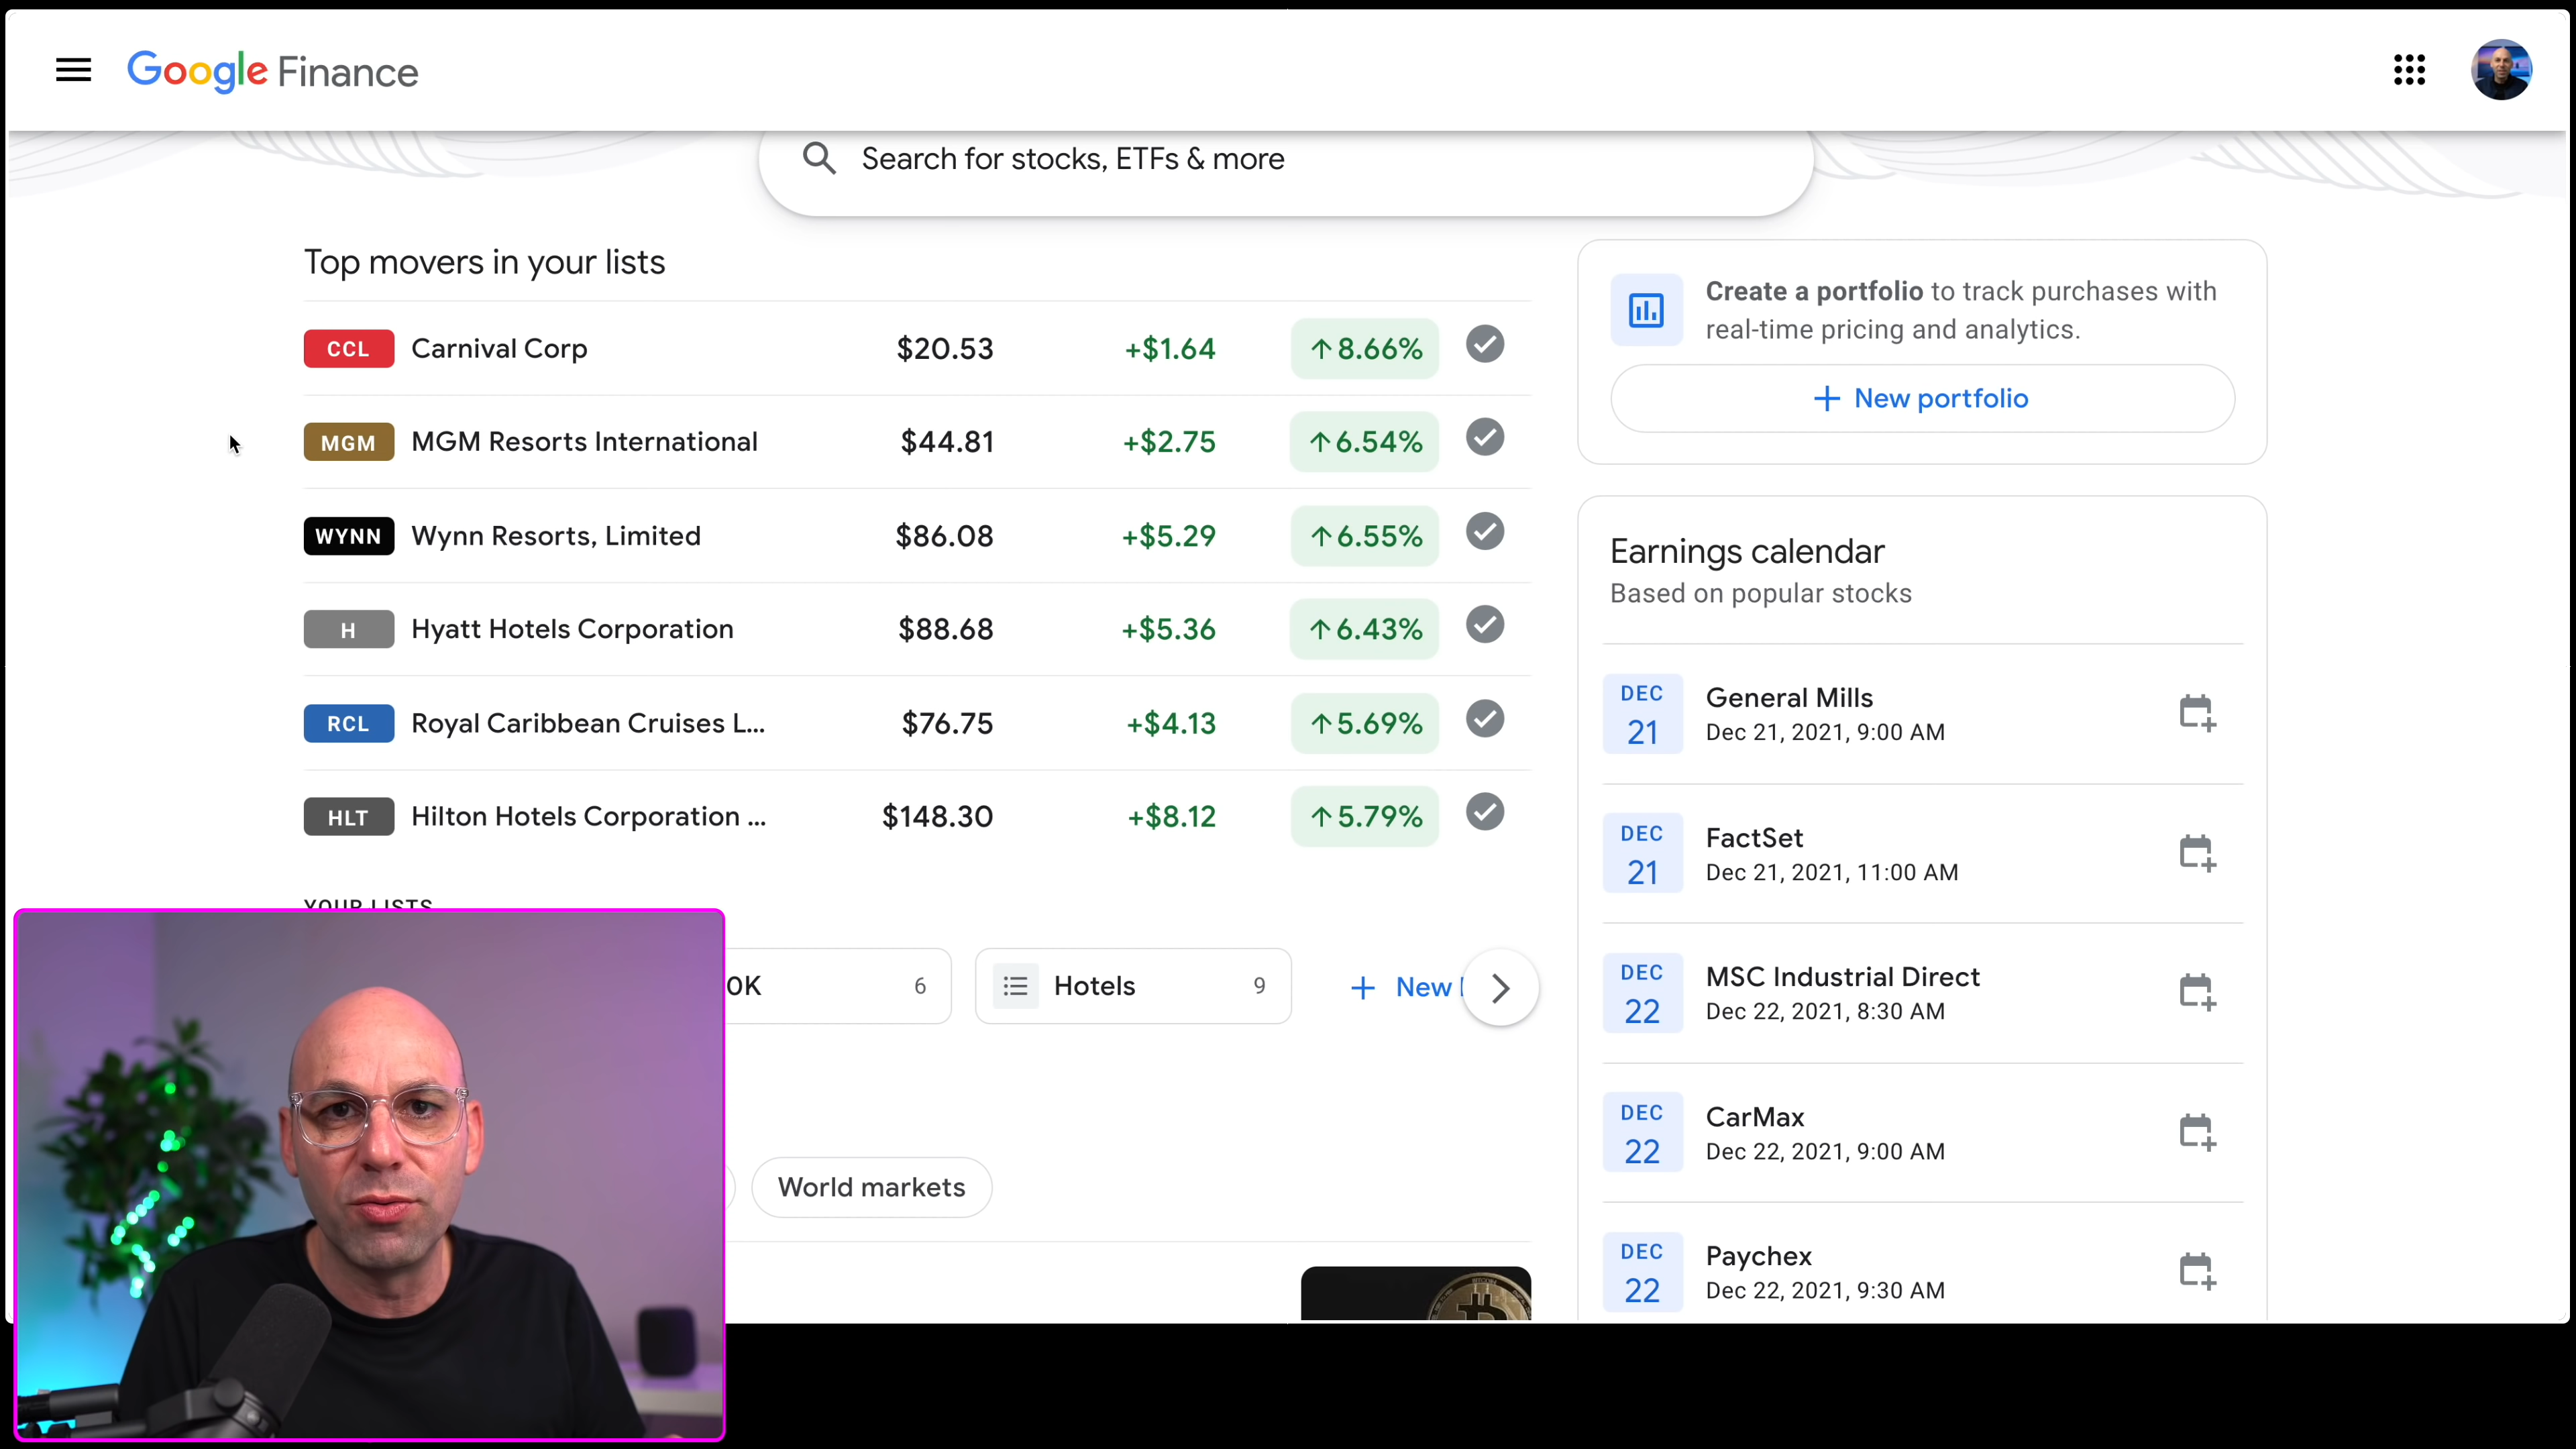 Google Finance
Search for stocks, ETFs & more
Top movers in your lists
CCL Carnival Corp $20.53 +$1.64 ↑8.66%
MGM MGM Resorts International $44.81 +$2.75 ↑6.54%
WYNN Wynn Resorts, Limited $86.08 +$5.29 ↑6.55%
H Hyatt Hotels Corporation $88.68 +$5.36 ↑6.43%
RCL Royal Caribbean Cruises L... $76.75 +$4.13 ↑5.69%
HLT Hilton Hotels Corporation ... $148.30 +$8.12 ↑5.79%
YOUR LISTS
0K 6
Hotels 9
+ New
World markets
Create a portfolio to track purchases with
real-time pricing and analytics.
+ New portfolio
Earnings calendar
Based on popular stocks
DEC
21
General Mills
Dec 21, 2021, 9:00 AM
DEC
21
FactSet
Dec 21, 2021, 11:00 AM
DEC
22
MSC Industrial Direct
Dec 22, 2021, 8:30 AM
DEC
22
CarMax
Dec 22, 2021, 9:00 AM
DEC
22
Paychex
Dec 22, 2021, 9:30 AM